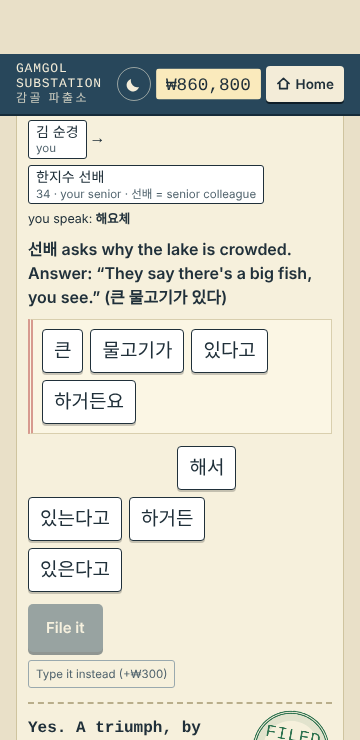 GAMGOL
SUBSTATION
감골 파출소
₩860,800
Home
김 순경
you
→
한지수 선배
34 · your senior · 선배 = senior colleague
you speak: 해요체
선배 asks why the lake is crowded.
Answer: “They say there's a big fish,
you see.” (큰 물고기가 있다)
큰
물고기가
있다고
하거든요
해서
있는다고
하거든
있은다고
File it
Type it instead (+₩300)
Yes. A triumph, by
FILED